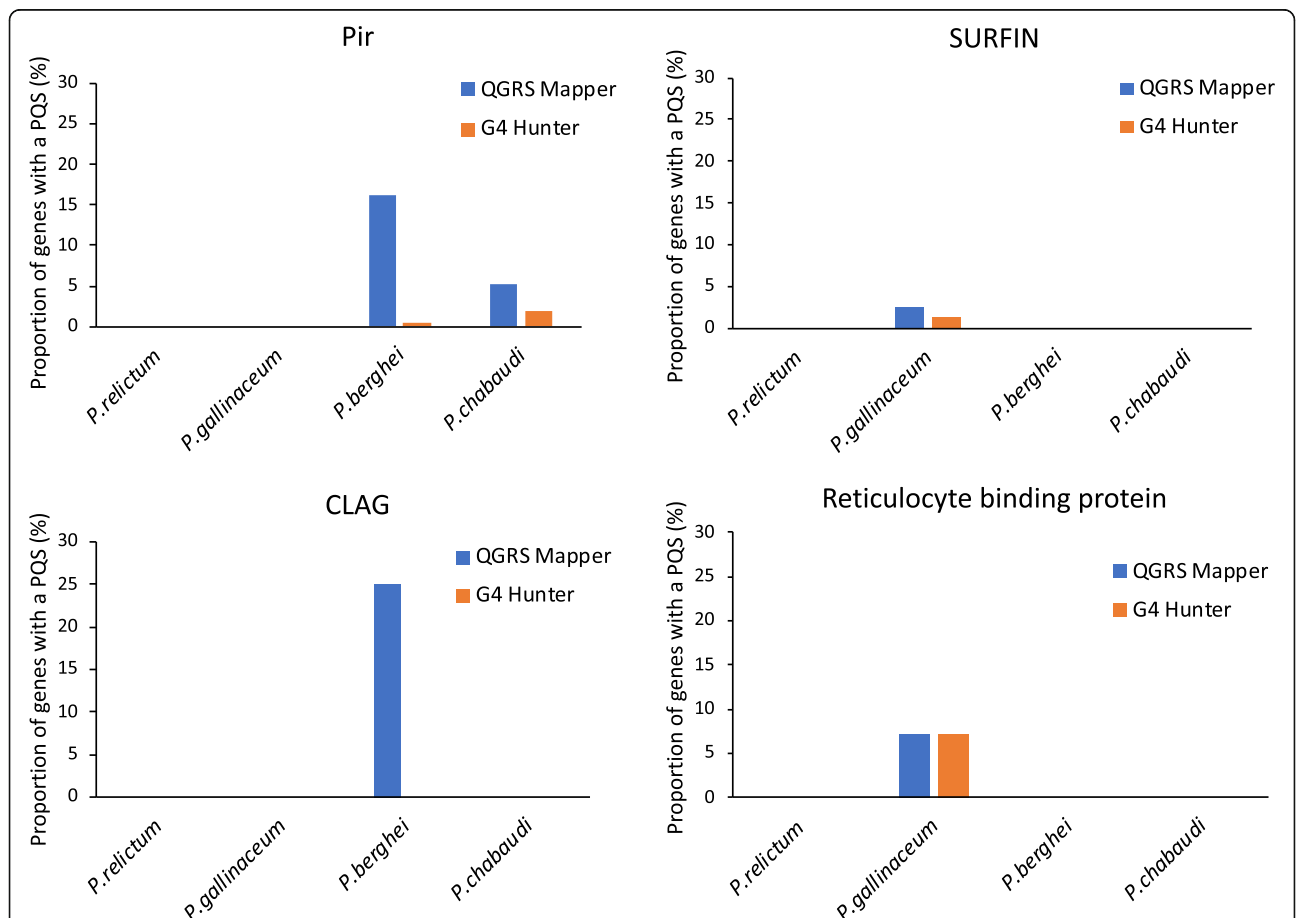 Pir
Proportion of genes with a PQS (%)
30
25
20
15
10
5
0
QGRS Mapper
G4 Hunter
P.relictum
P.gallinaceum
P.berghei
P.chabaudi
SURFIN
Proportion of genes with a PQS (%)
30
25
20
15
10
5
0
QGRS Mapper
G4 Hunter
P.relictum
P.gallinaceum
P.berghei
P.chabaudi
CLAG
Proportion of genes with a PQS (%)
30
25
20
15
10
5
0
QGRS Mapper
G4 Hunter
P.relictum
P.gallinaceum
P.berghei
P.chabaudi
Reticulocyte binding protein
Proportion of genes with a PQS (%)
30
25
20
15
10
5
0
QGRS Mapper
G4 Hunter
P.relictum
P.gallinaceum
P.berghei
P.chabaudi